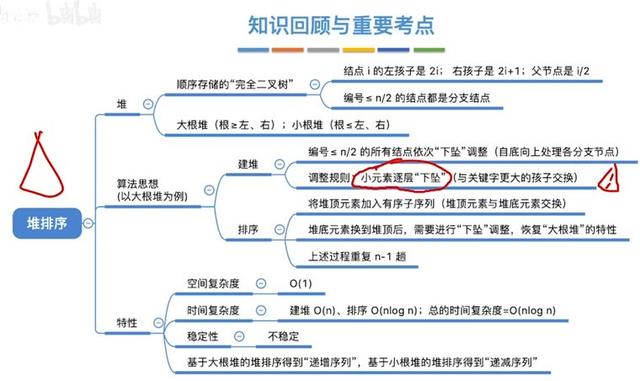 知识回顾与重要考点
结点 i 的左孩子是 2i； 右孩子是 2i+1；父节点是 i/2
顺序存储的“完全二叉树”
编号≤ n/2 的结点都是分支结点
堆
大根堆（根≥左、右）；小根堆（根≤左、右）
编号≤ n/2 的所有结点依次“下坠”调整（自底向上处理各分支节点）
建堆
调整规则：小元素逐层“下坠”（与关键字更大的孩子交换）
算法思想
(以大根堆为例)
将堆顶元素加入有序子序列（堆顶元素与堆底元素交换）
堆排序
排序
堆底元素换到堆顶后，需要进行“下坠”调整，恢复“大根堆”的特性
上述过程重复 n-1 趟
空间复杂度
O(1)
时间复杂度
建堆 O(n)、排序 O(nlog n)；总的时间复杂度=O(nlog n)
特性
稳定性
不稳定
基于大根堆的堆排序得到“递增序列”，基于小根堆的堆排序得到“递减序列”